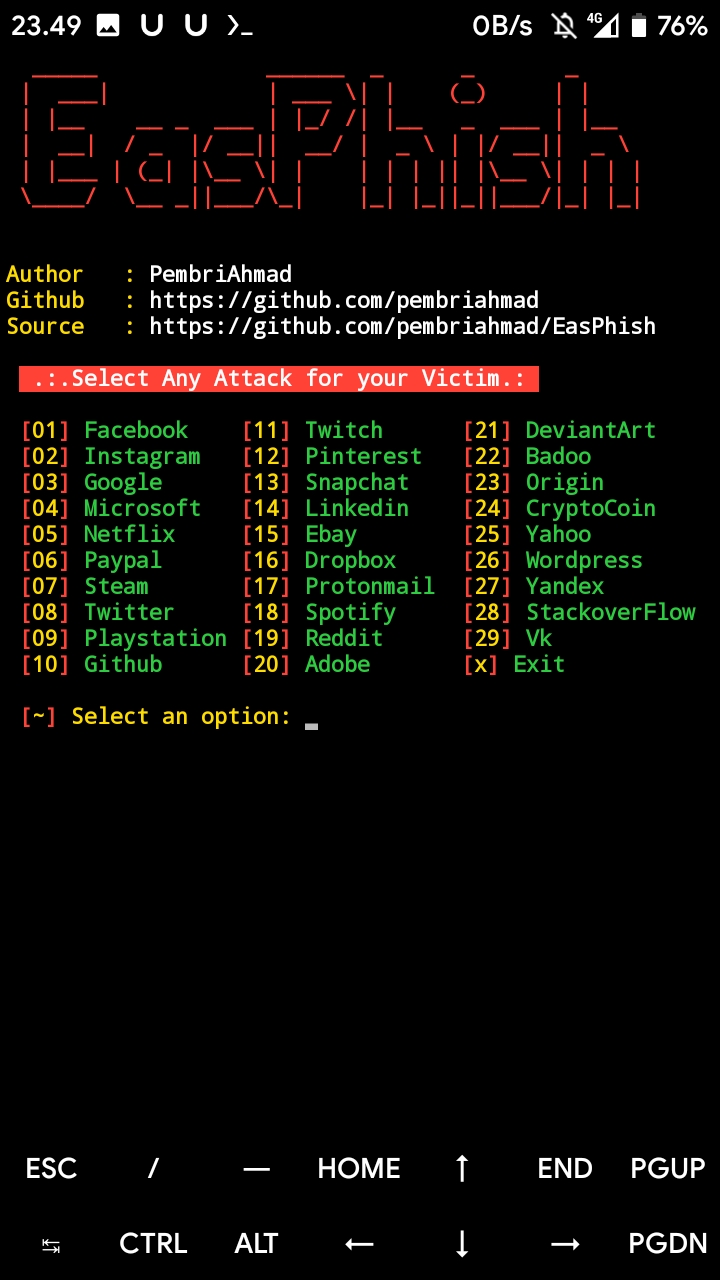 23.49 0B/s 4G 76%
EasPhish
Author : PembriAhmad
Github : https://github.com/pembriahmad
Source : https://github.com/pembriahmad/EasPhish
.:.Select Any Attack for your Victim.:
[01] Facebook [11] Twitch [21] DeviantArt
[02] Instagram [12] Pinterest [22] Badoo
[03] Google [13] Snapchat [23] Origin
[04] Microsoft [14] Linkedin [24] CryptoCoin
[05] Netflix [15] Ebay [25] Yahoo
[06] Paypal [16] Dropbox [26] Wordpress
[07] Steam [17] Protonmail [27] Yandex
[08] Twitter [18] Spotify [28] StackoverFlow
[09] Playstation [19] Reddit [29] Vk
[10] Github [20] Adobe [x] Exit
[~] Select an option:
ESC / — HOME ↑ END PGUP
↹ CTRL ALT ← ↓ → PGDN